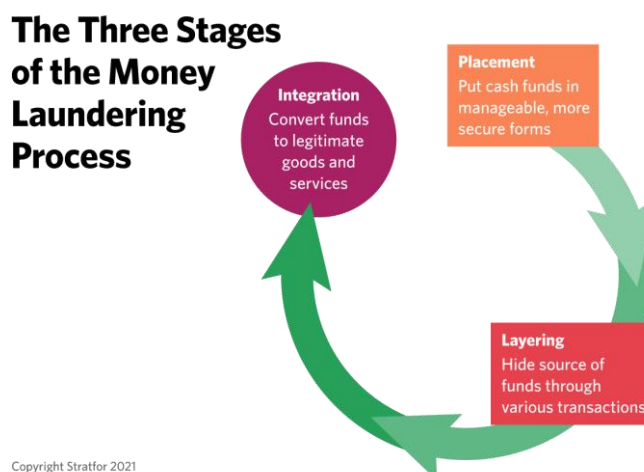 The Three Stages
of the Money
Laundering
Process
Placement
Put cash funds in
manageable, more
secure forms
Layering
Hide source of
funds through
various transactions
Integration
Convert funds
to legitimate
goods and
services
Copyright Stratfor 2021